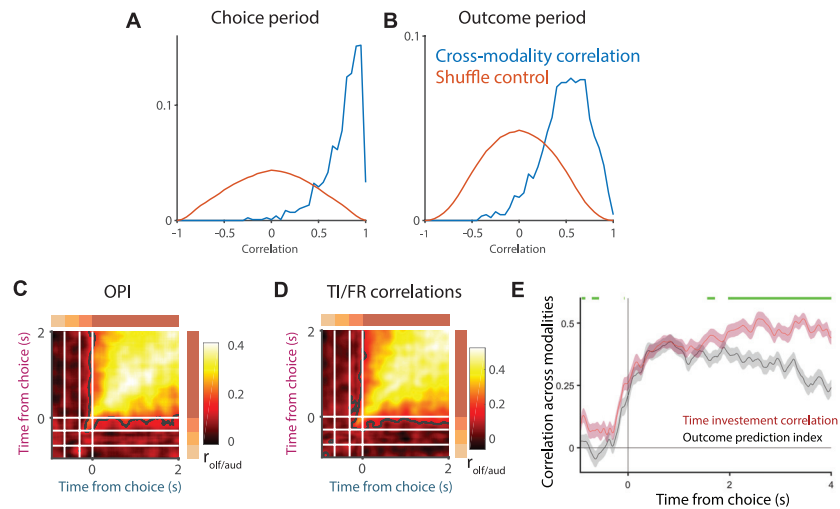 A
Choice period
B
Outcome period
0.1
0.1
Cross-modality correlation
Shuffle control
0
0
-1
-0.5
0
0.5
1
-1
-0.5
0
0.5
1
Correlation
Correlation
C
OPI
D
TI/FR correlations
E
Time from choice (s)
2
0
0
2
Time from choice (s)
0.4
0.2
0
rolf/aud
Time from choice (s)
2
0
0
2
Time from choice (s)
0.4
0.2
0
rolf/aud
Correlation across modalities
0.5
0.25
0
Time investement correlation
Outcome prediction index
0
2
4
Time from choice (s)